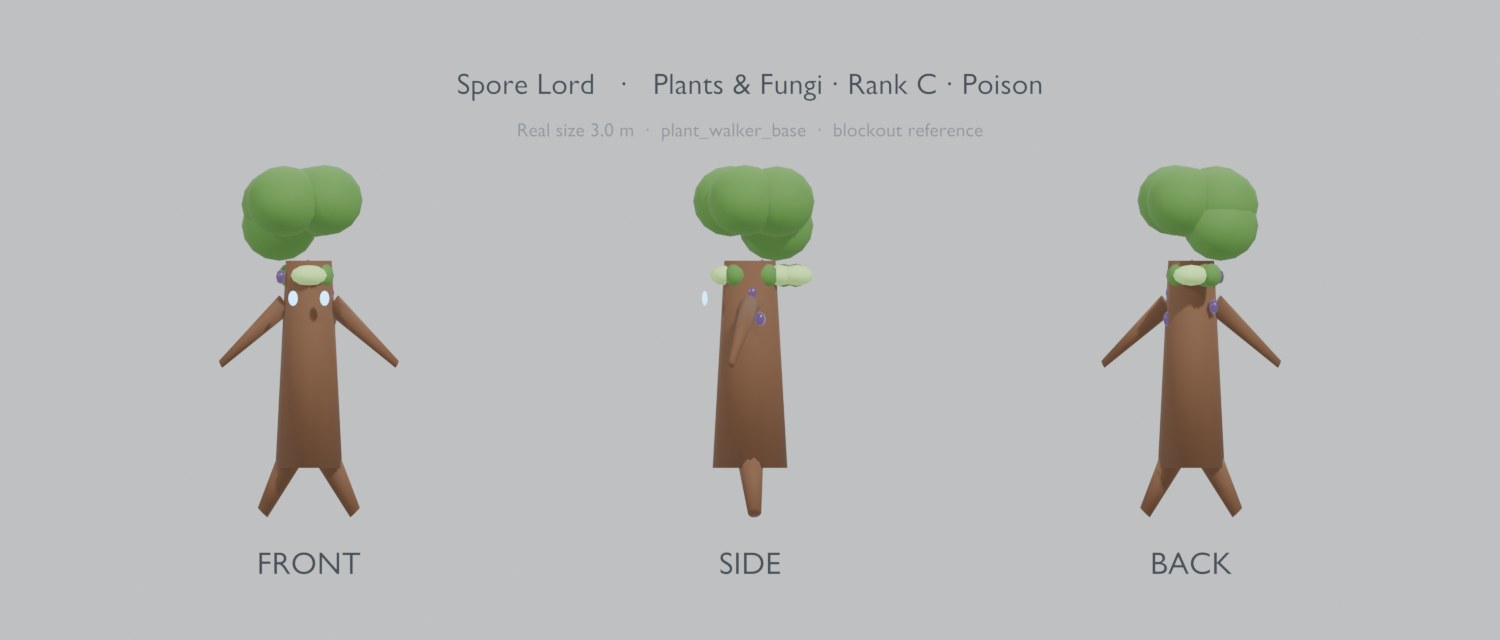 Spore Lord · Plants & Fungi · Rank C · Poison
Real size 3.0 m · plant_walker_base · blockout reference
FRONT
SIDE
BACK